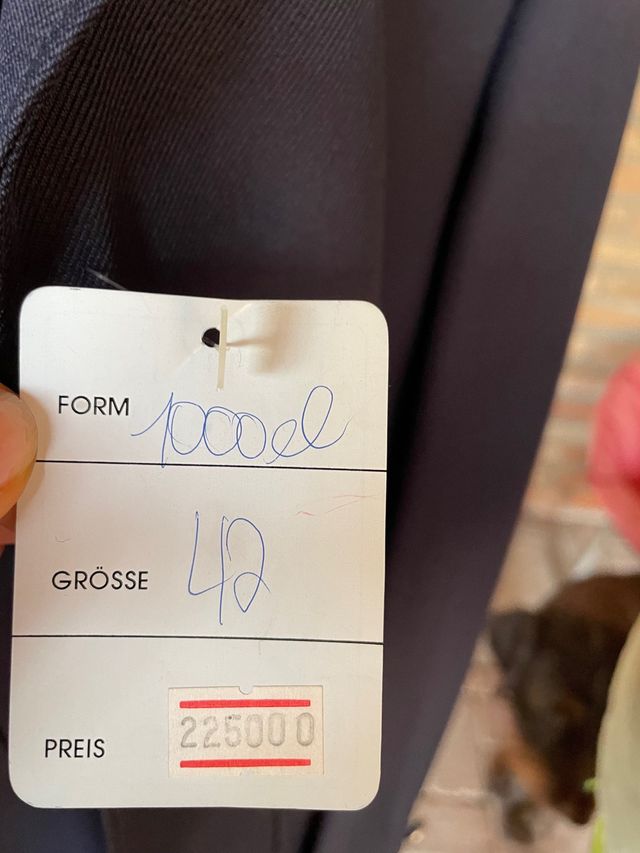 FORM
GRÖSSE 42
PREIS 225000